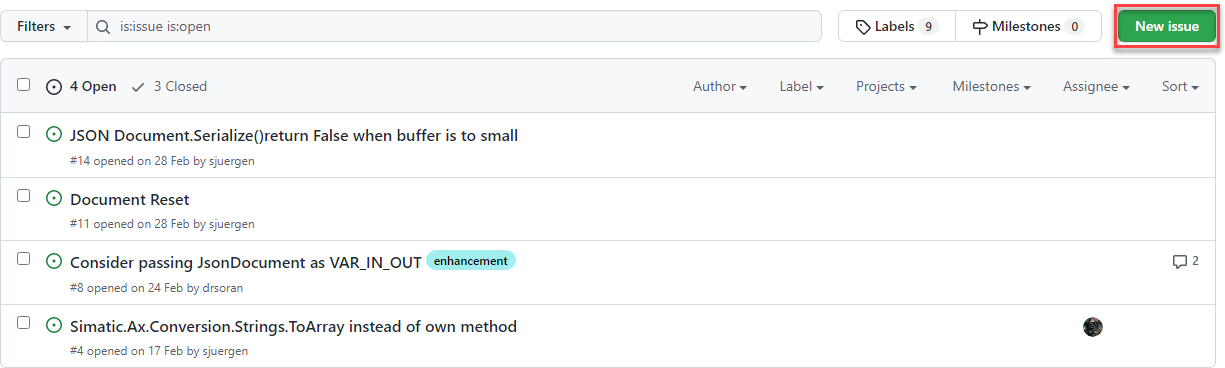 Filters is:issue is:open Labels 9 Milestones 0 New issue
4 Open 3 Closed Author Label Projects Milestones Assignee Sort
JSON Document.Serialize()return False when buffer is to small
#14 opened on 28 Feb by sjuergen
Document Reset
#11 opened on 28 Feb by sjuergen
Consider passing JsonDocument as VAR_IN_OUT enhancement 2
#8 opened on 24 Feb by drsoran
Simatic.Ax.Conversion.Strings.ToArray instead of own method
#4 opened on 17 Feb by sjuergen